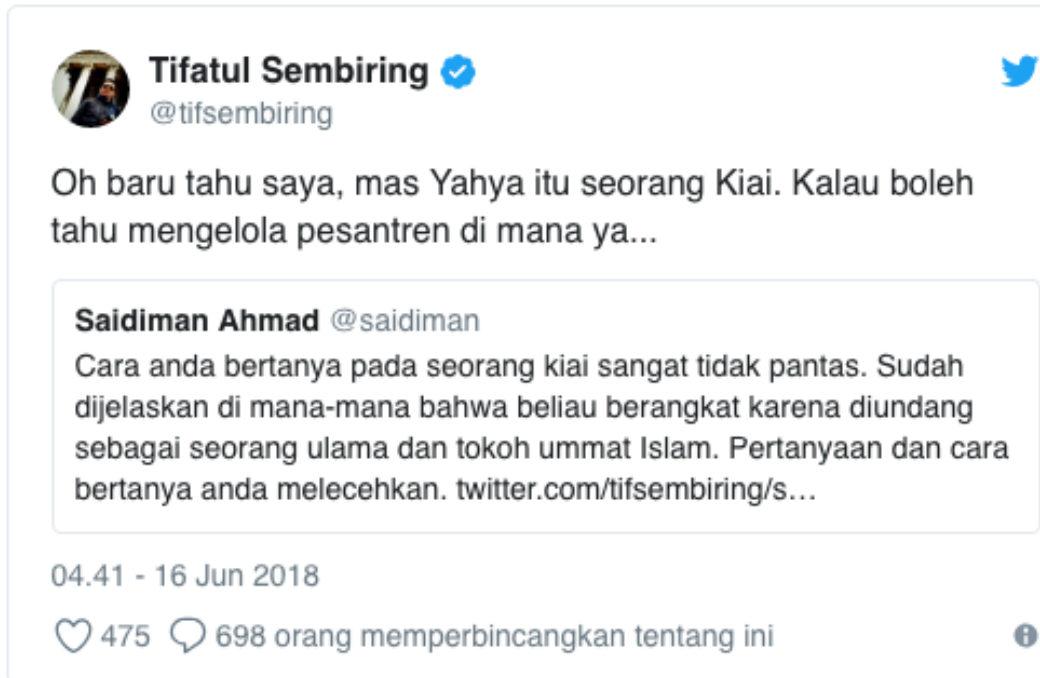 Tifatul Sembiring
@tifsembiring
Oh baru tahu saya, mas Yahya itu seorang Kiai. Kalau boleh
tahu mengelola pesantren di mana ya...
Saidiman Ahmad @saidiman
Cara anda bertanya pada seorang kiai sangat tidak pantas. Sudah
dijelaskan di mana-mana bahwa beliau berangkat karena diundang
sebagai seorang ulama dan tokoh ummat Islam. Pertanyaan dan cara
bertanya anda melecehkan. twitter.com/tifsembiring/s…
04.41 - 16 Jun 2018
475 698 orang memperbincangkan tentang ini